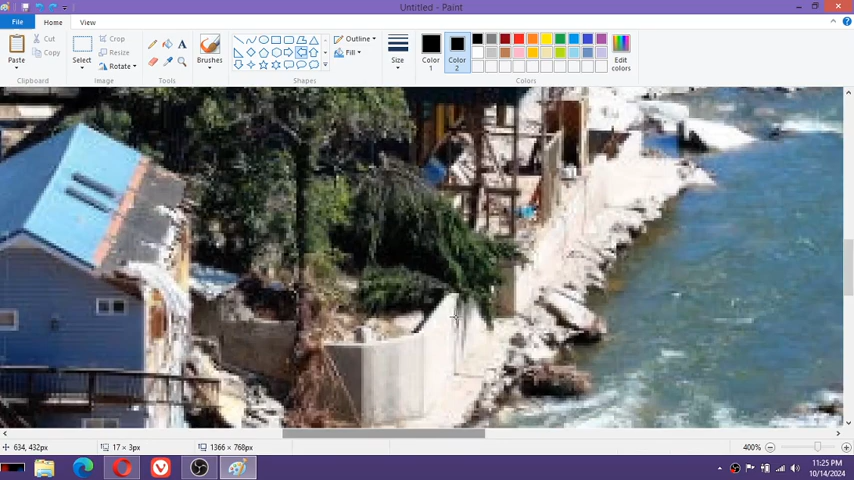 Untitled - Paint
File
Home
View
Paste
Cut
Copy
Clipboard
Select
Crop
Resize
Rotate
Image
Tools
Brushes
Shapes
Outline
Fill
Size
Color 1
Color 2
Edit colors
Colors
634, 432px
17 × 3px
1366 × 768px
400%
11:25 PM
10/14/2024